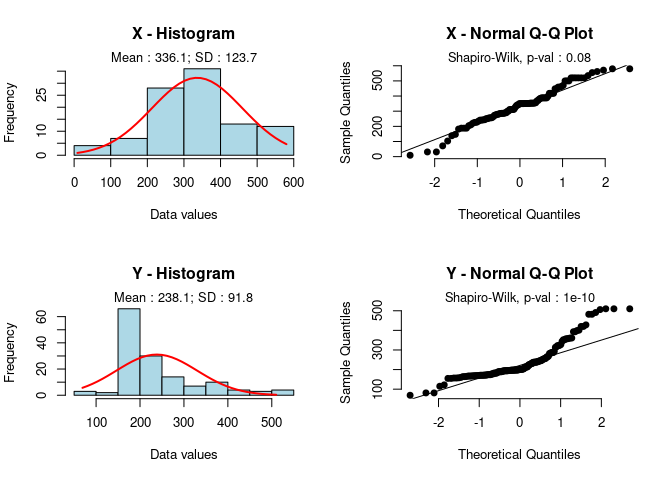 X - Histogram
Mean : 336.1; SD : 123.7
Frequency
0 10 25
0 100 200 300 400 500 600
Data values
X - Normal Q-Q Plot
Shapiro-Wilk, p-val : 0.08
Sample Quantiles
0 200 500
-2 -1 0 1 2
Theoretical Quantiles
Y - Histogram
Mean : 238.1; SD : 91.8
Frequency
0 20 40 60
100 200 300 400 500
Data values
Y - Normal Q-Q Plot
Shapiro-Wilk, p-val : 1e-10
Sample Quantiles
100 300 500
-2 -1 0 1 2
Theoretical Quantiles